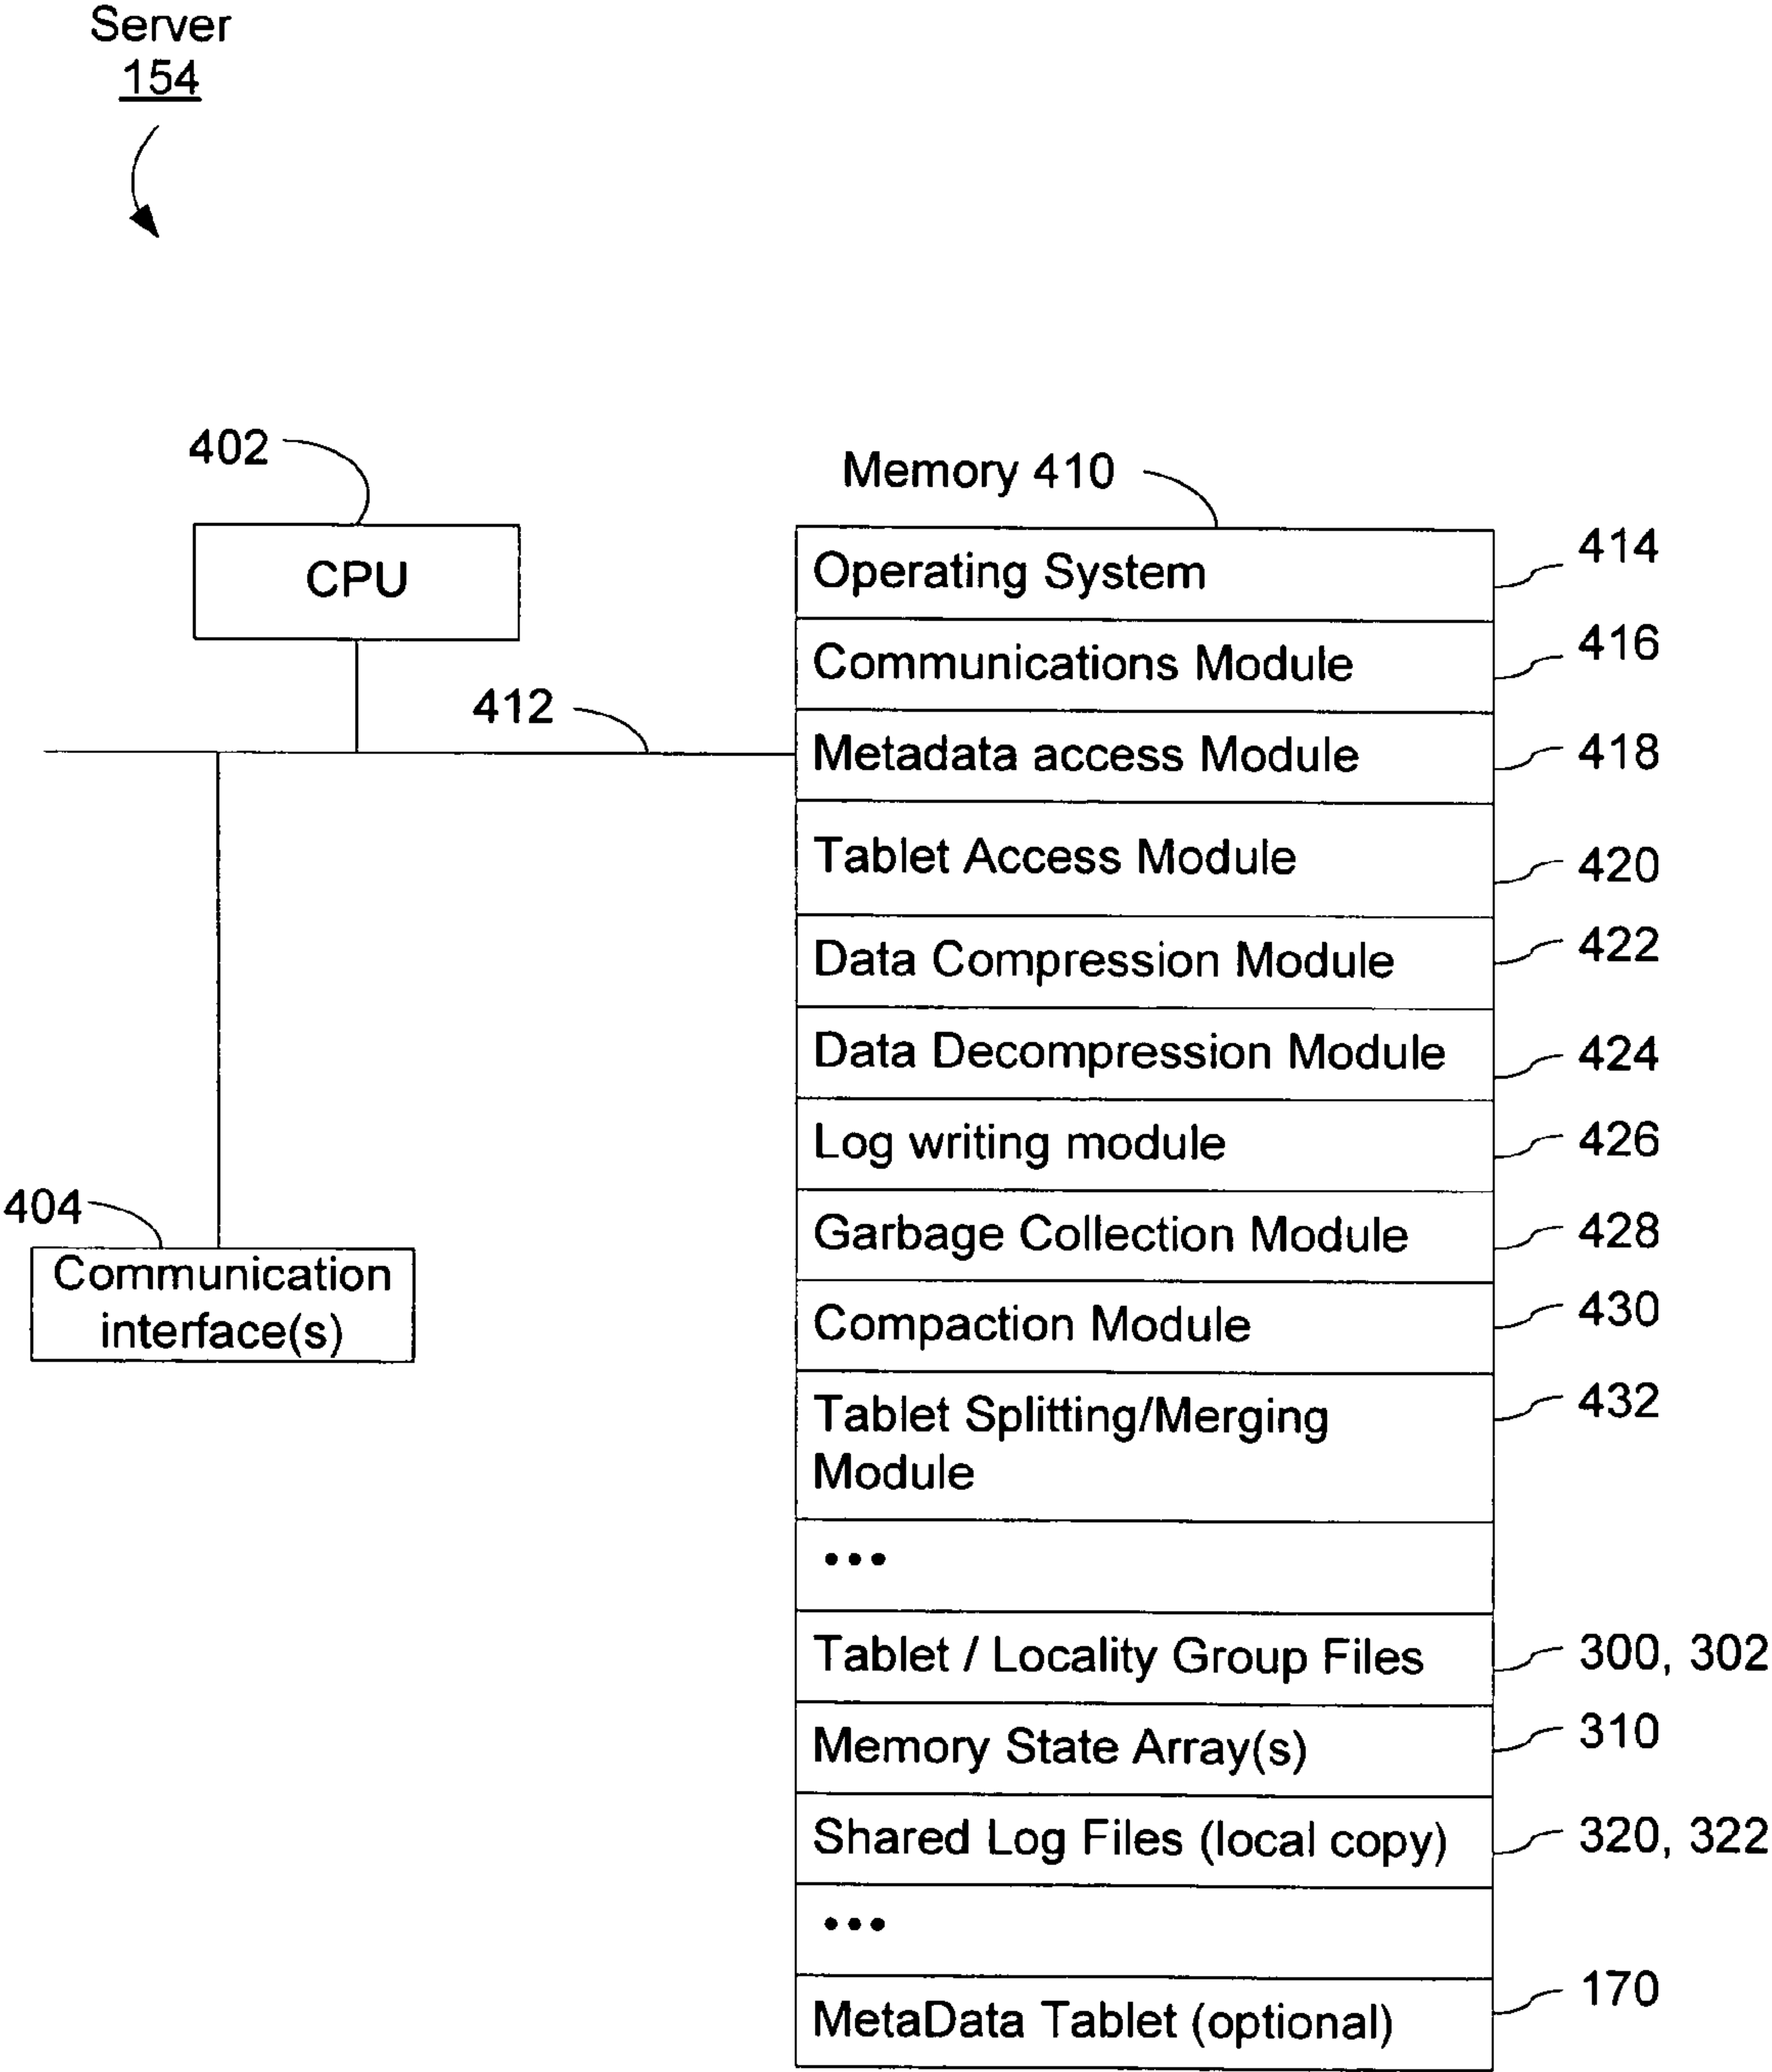 Server
154
402
Memory 410
CPU
Operating System
414
Communications Module
416
412
Metadata access Module
418
Tablet Access Module
420
Data Compression Module
422
Data Decompression Module
424
Log writing module
426
404
Communication
interface(s)
Garbage Collection Module
428
Compaction Module
430
Tablet Splitting/Merging
Module
432
•••
Tablet / Locality Group Files
300, 302
Memory State Array(s)
310
Shared Log Files (local copy)
320, 322
•••
MetaData Tablet (optional)
170